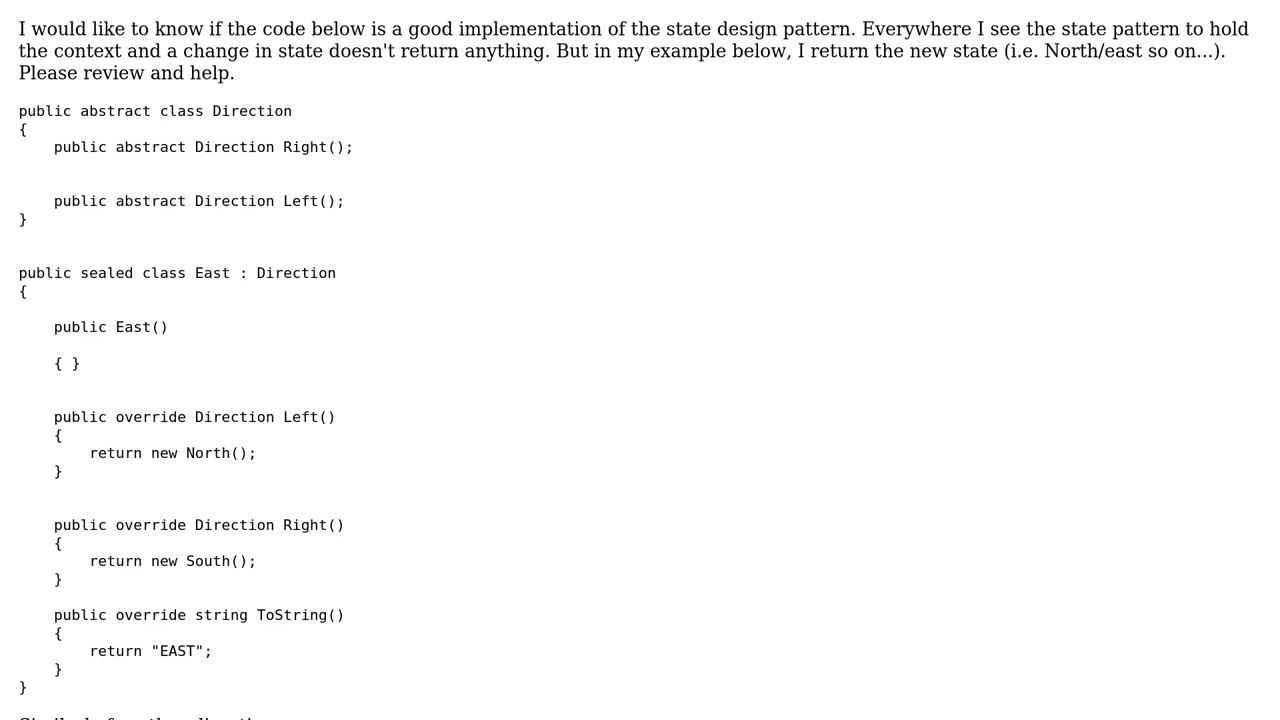 I would like to know if the code below is a good implementation of the state design pattern. Everywhere I see the state pattern to hold
the context and a change in state doesn't return anything. But in my example below, I return the new state (i.e. North/east so on...).
Please review and help.
public abstract class Direction
{
    public abstract Direction Right();
    public abstract Direction Left();
}
public sealed class East : Direction
{
    public East()
    { }
    public override Direction Left()
    {
        return new North();
    }
    public override Direction Right()
    {
        return new South();
    }
    public override string ToString()
    {
        return "EAST";
    }
}